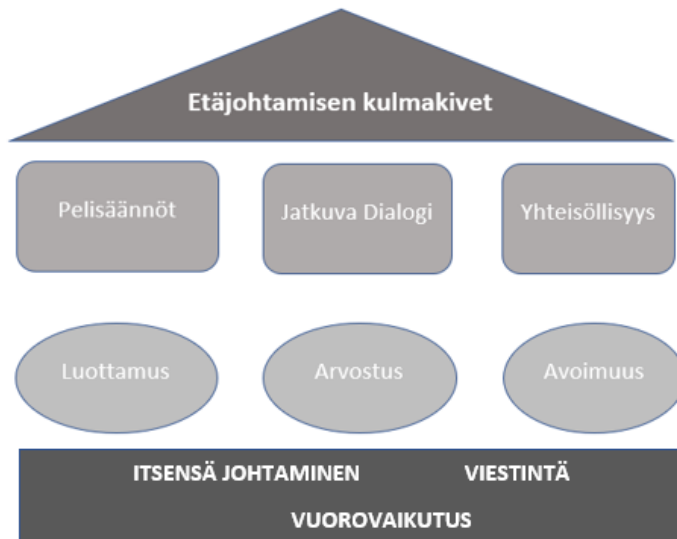 Etäjohtamisen kulmakivet
Pelisäännöt
Jatkuva Dialogi
Yhteisöllisyys
Luottamus
Arvostus
Avoimuus
ITSENSÄ JOHTAMINEN VIESTINTÄ
VUOROVAIKUTUS